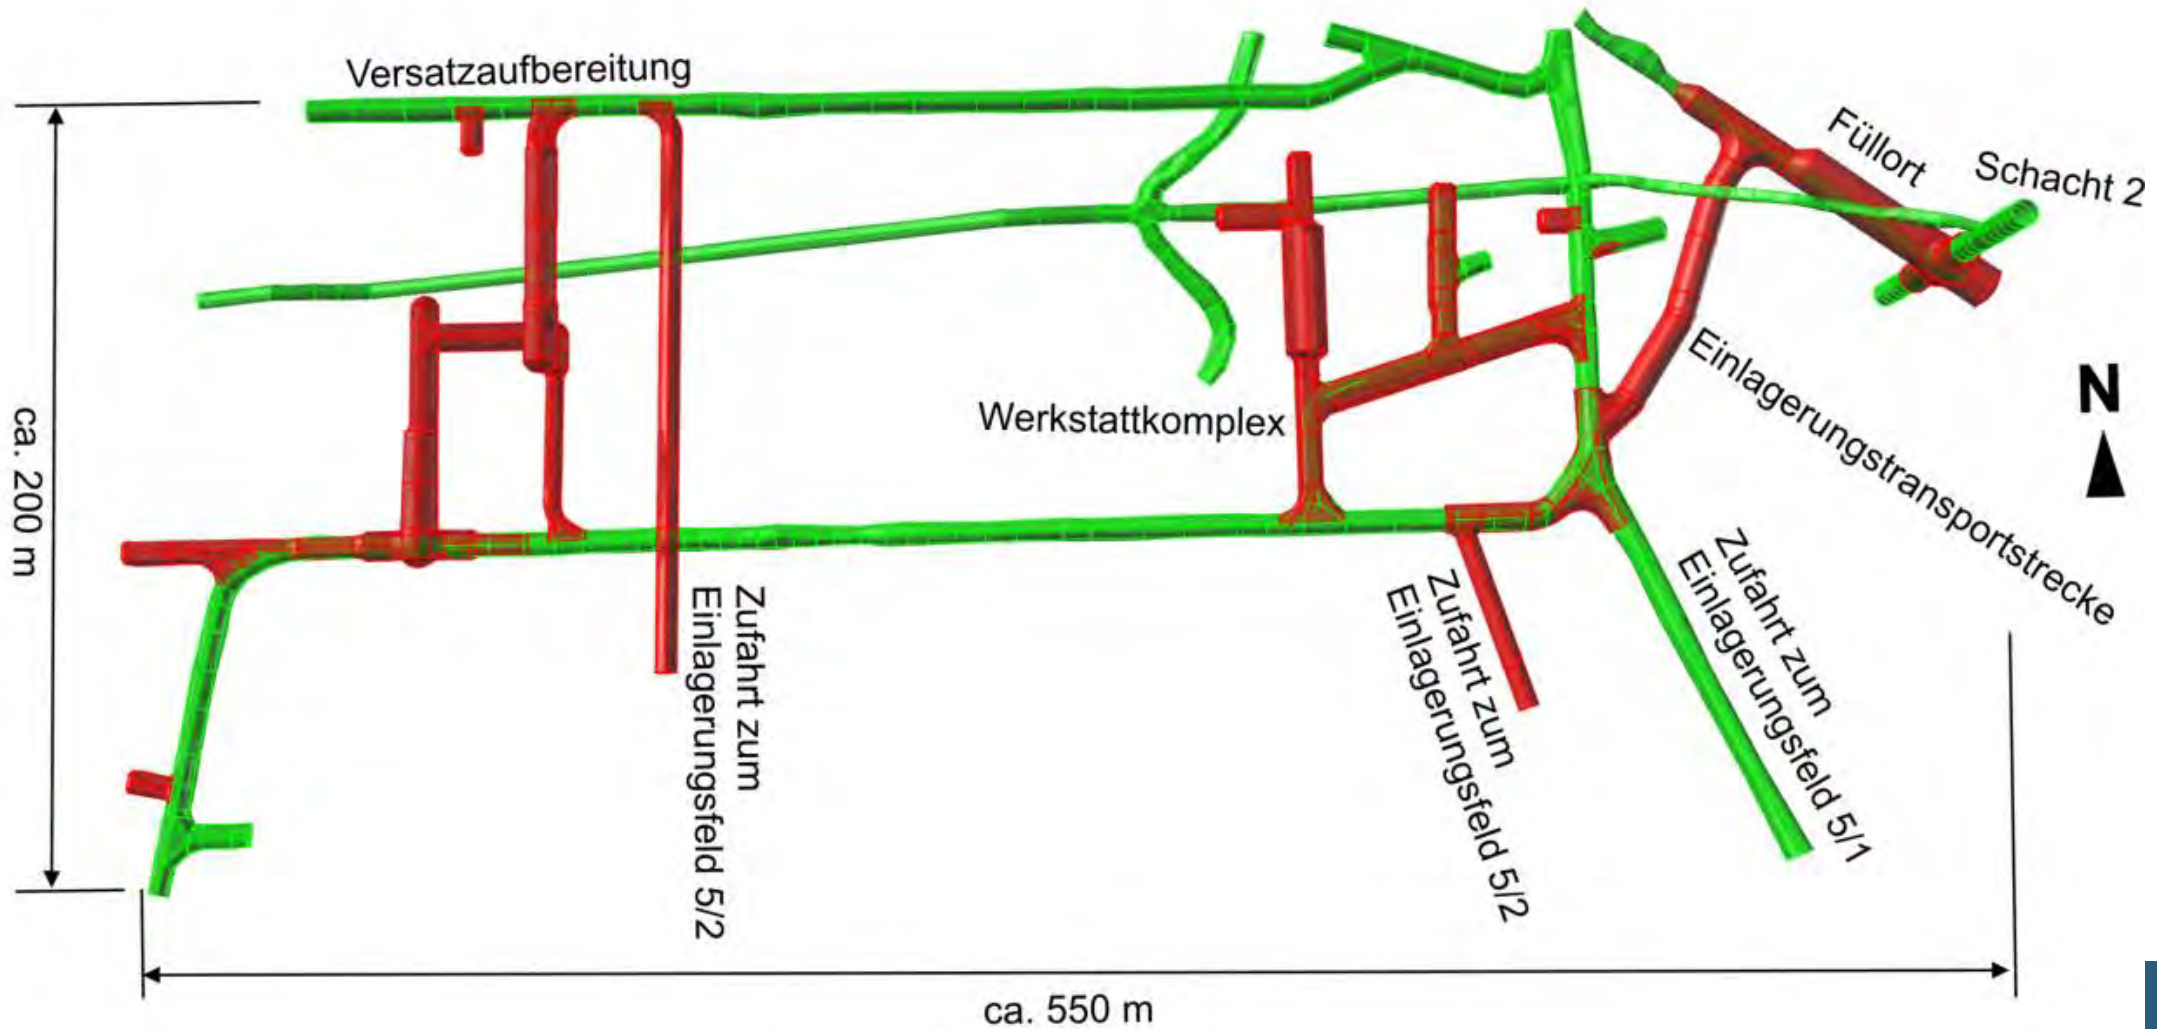 Versatzaufbereitung
Füllort
Schacht 2
N
Einlagerungstransportstrecke
Werkstattkomplex
ca. 200 m
Zufahrt zum
Einlagerungsfeld 5/2
Zufahrt zum
Einlagerungsfeld 5/2
Zufahrt zum
Einlagerungsfeld 5/1
ca. 550 m